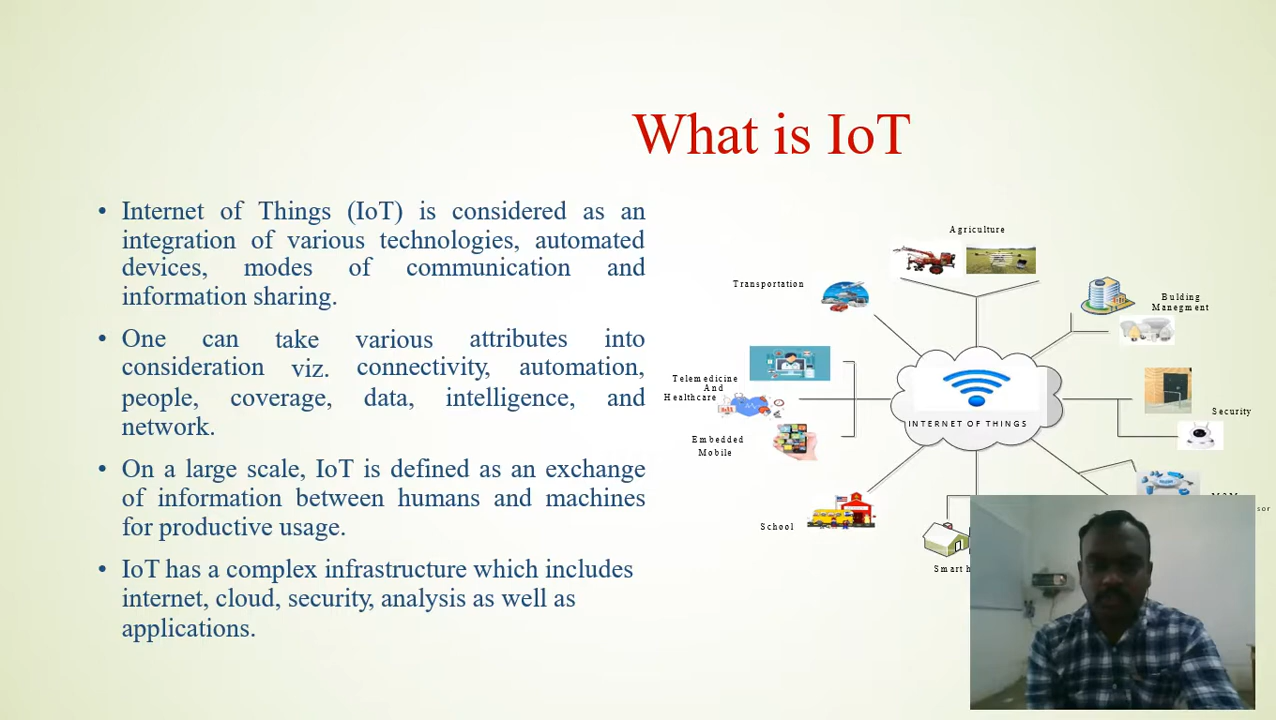 What is IoT
• Internet of Things (IoT) is considered as an
integration of various technologies, automated
devices, modes of communication and
information sharing.
• One can take various attributes into
consideration viz. connectivity, automation,
people, coverage, data, intelligence, and
network.
• On a large scale, IoT is defined as an exchange
of information between humans and machines
for productive usage.
• IoT has a complex infrastructure which includes
internet, cloud, security, analysis as well as
applications.
Agriculture
Transportation
Bulding
Manegment
Telemedicine
And
Healthcare
Security
INTERNET OF THINGS
Embedded
Mobile
School
Smart h